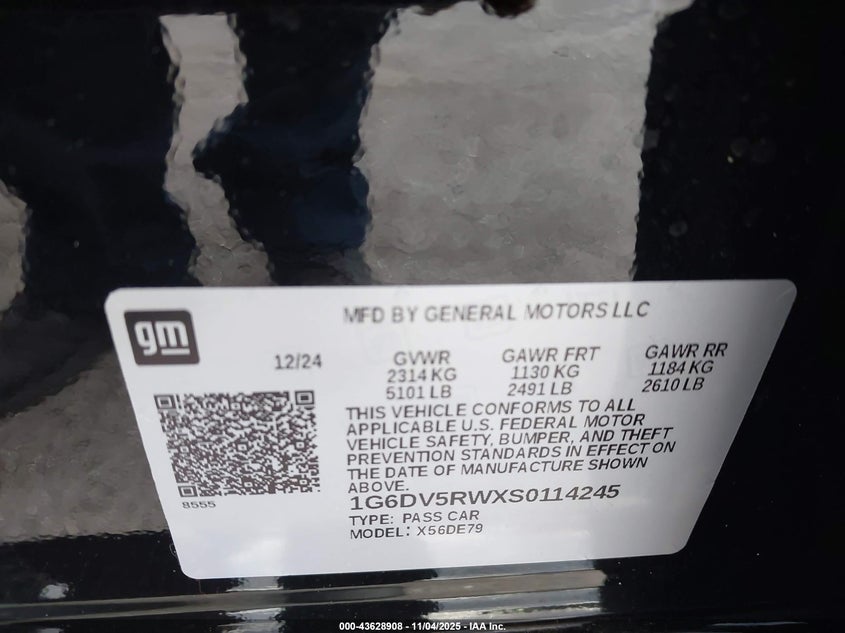 gm
MFD BY GENERAL MOTORS LLC
12/24
GVWR
2314 KG
5101 LB
GAWR FRT
1130 KG
2491 LB
GAWR RR
1184 KG
2610 LB
THIS VEHICLE CONFORMS TO ALL
APPLICABLE U.S. FEDERAL MOTOR
VEHICLE SAFETY, BUMPER, AND THEFT
PREVENTION STANDARDS IN EFFECT ON
THE DATE OF MANUFACTURE SHOWN
ABOVE.
8555
1G6DV5RWXS0114245
TYPE: PASS CAR
MODEL: X56DE79
000-43628908 - 11/04/2025 - IAA Inc.